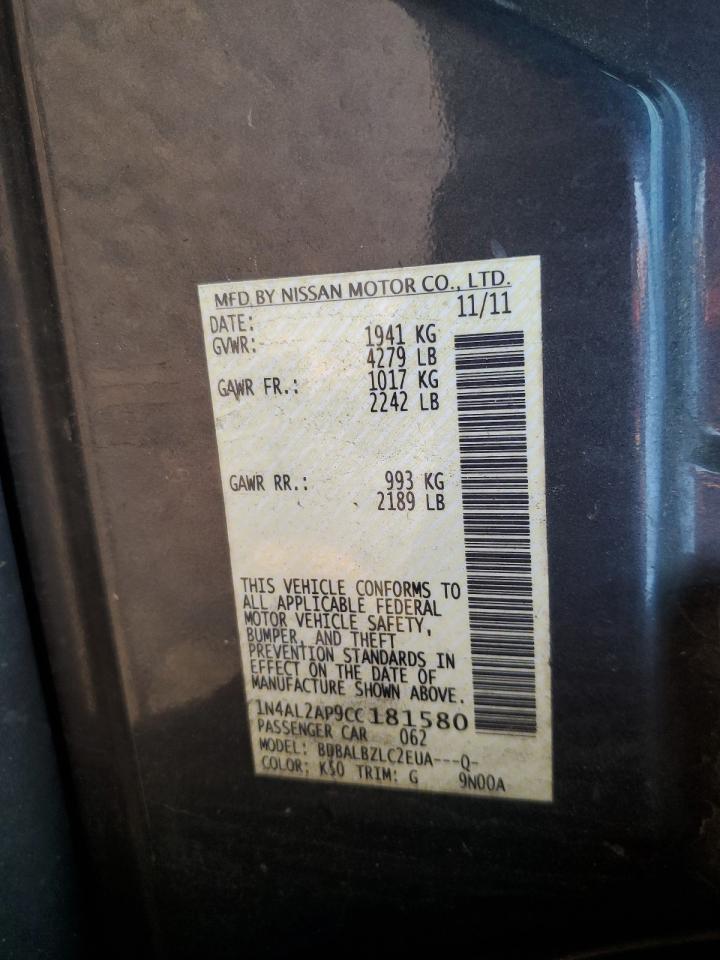 MFD. BY NISSAN MOTOR CO., LTD.
DATE: 11/11
GVWR: 1941 KG
4279 LB
GAWR FR.: 1017 KG
2242 LB
GAWR RR.: 993 KG
2189 LB
THIS VEHICLE CONFORMS TO
ALL APPLICABLE FEDERAL
MOTOR VEHICLE SAFETY,
BUMPER, AND THEFT
PREVENTION STANDARDS IN
EFFECT ON THE DATE OF
MANUFACTURE SHOWN ABOVE.
1N4AL2AP9CC181580
PASSENGER CAR 062
MODEL: BDBALBZLC2EUA---Q-
COLOR: TRIM: G 9N00A